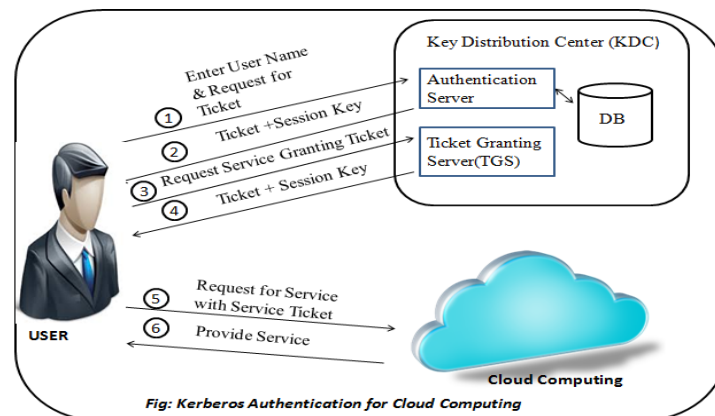 Key Distribution Center (KDC)
Enter User Name
& Request for
Ticket
1
Authentication
Server
DB
Ticket +Session Key
2
Request Service Granting Ticket
3
Ticket Granting
Server(TGS)
Ticket + Session Key
4
5
Request for Service
with Service Ticket
6
Provide Service
USER
Cloud Computing
Fig: Kerberos Authentication for Cloud Computing